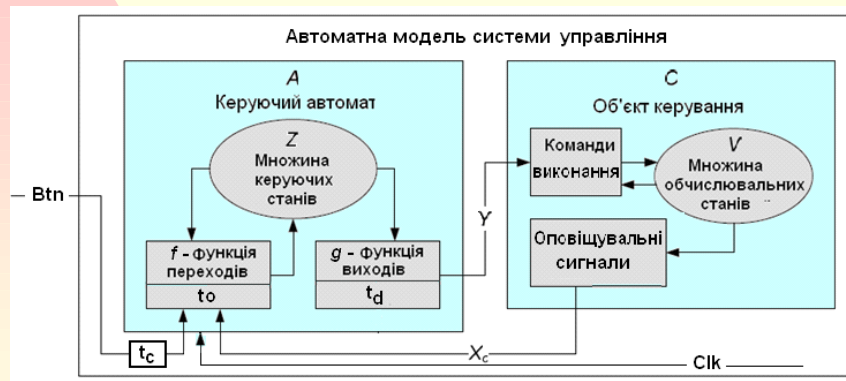 Автоматна модель системи управління
A
Керуючий автомат
Z
Множина
керуючих
станів
f - функція
переходів
to
g - функція
виходів
td
Y
C
Об'єкт керування
Команди
виконання
V
Множина
обчислювальних
станів
Оповіщувальні
сигнали
Btn
tc
Xc
Clk